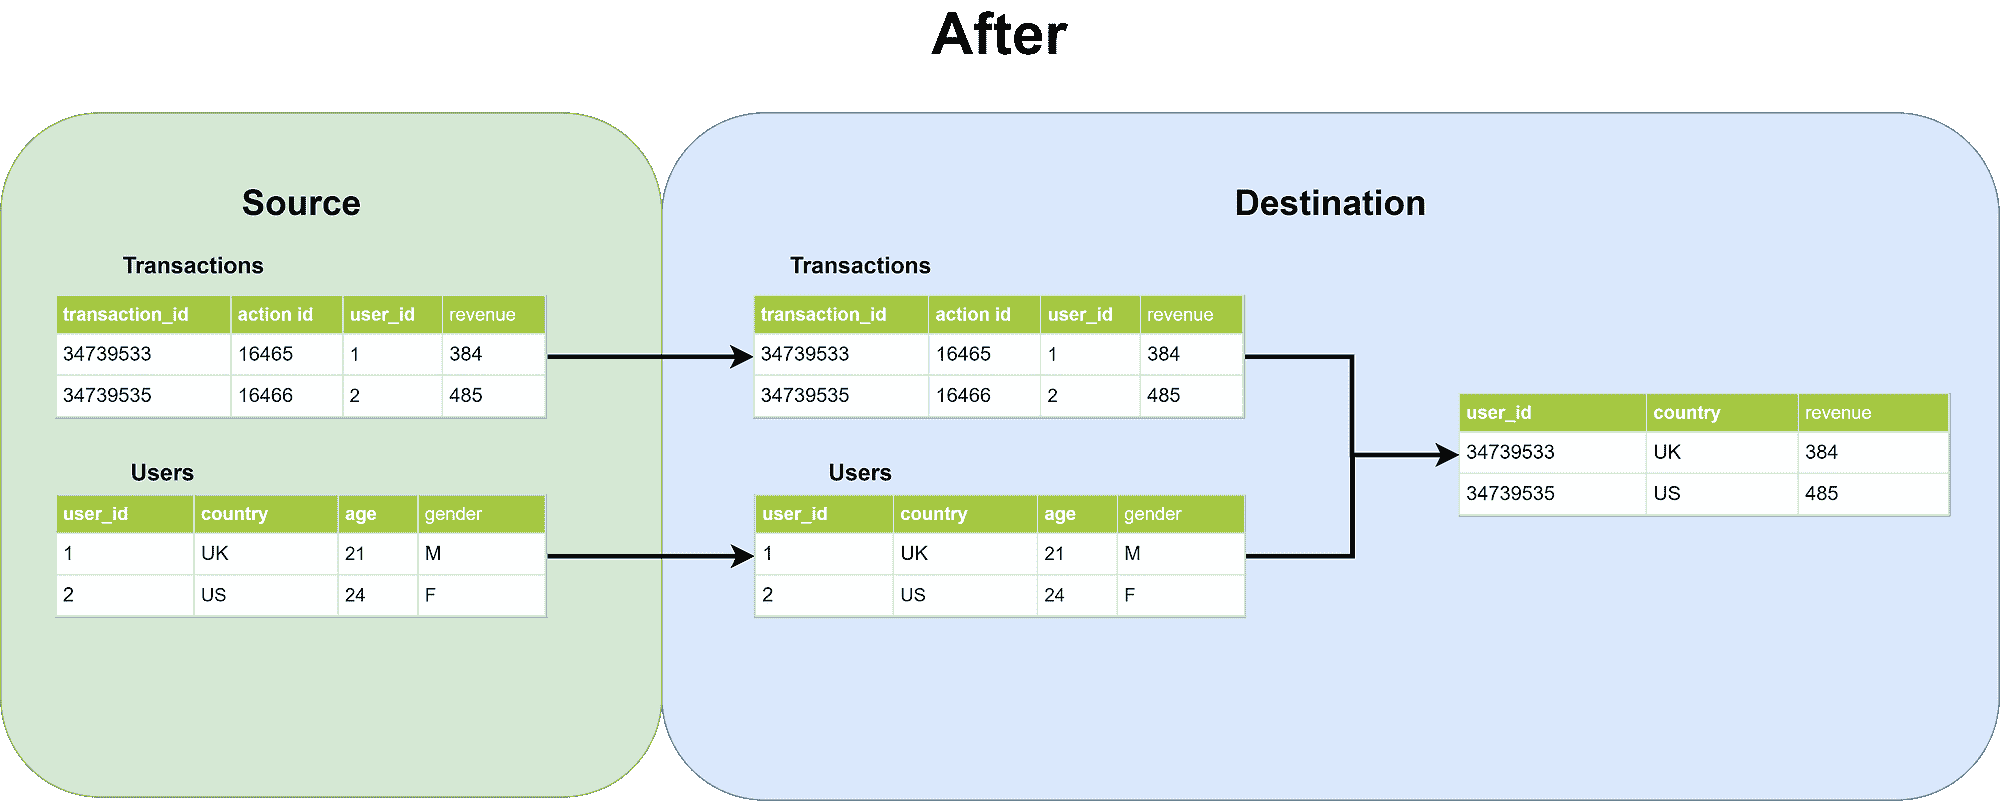 After
Source
Destination
Transactions
transaction_id action id user_id revenue
34739533 16465 1 384
34739535 16466 2 485
Users
user_id country age gender
1 UK 21 M
2 US 24 F
Transactions
transaction_id action id user_id revenue
34739533 16465 1 384
34739535 16466 2 485
Users
user_id country age gender
1 UK 21 M
2 US 24 F
user_id country revenue
34739533 UK 384
34739535 US 485